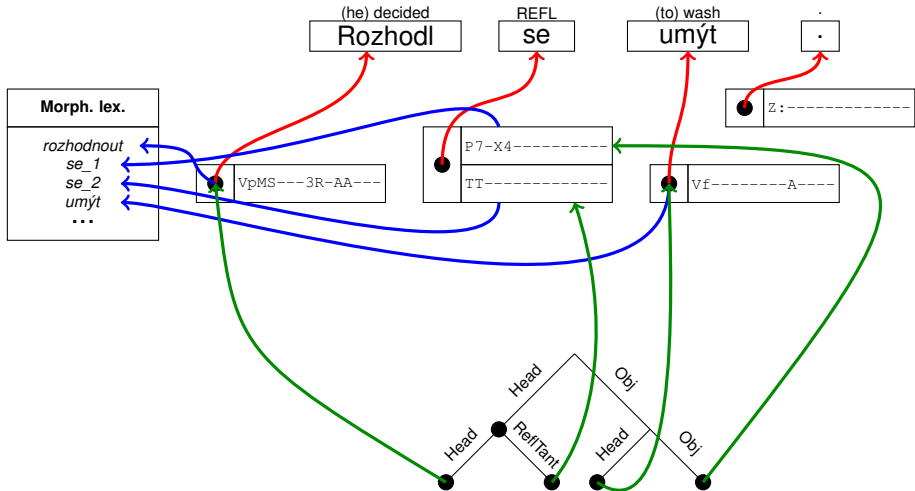 (he) decided REFL (to) wash .
Rozhodl se umýt .
Morph. lex.
Z:-------------
rozhodnout
P7-X4----------
se_1
VpMS---3R-AA---
TT-------------
Vf--------A----
se_2
umýt
...
Head Obj
Head ReflTant Head Obj